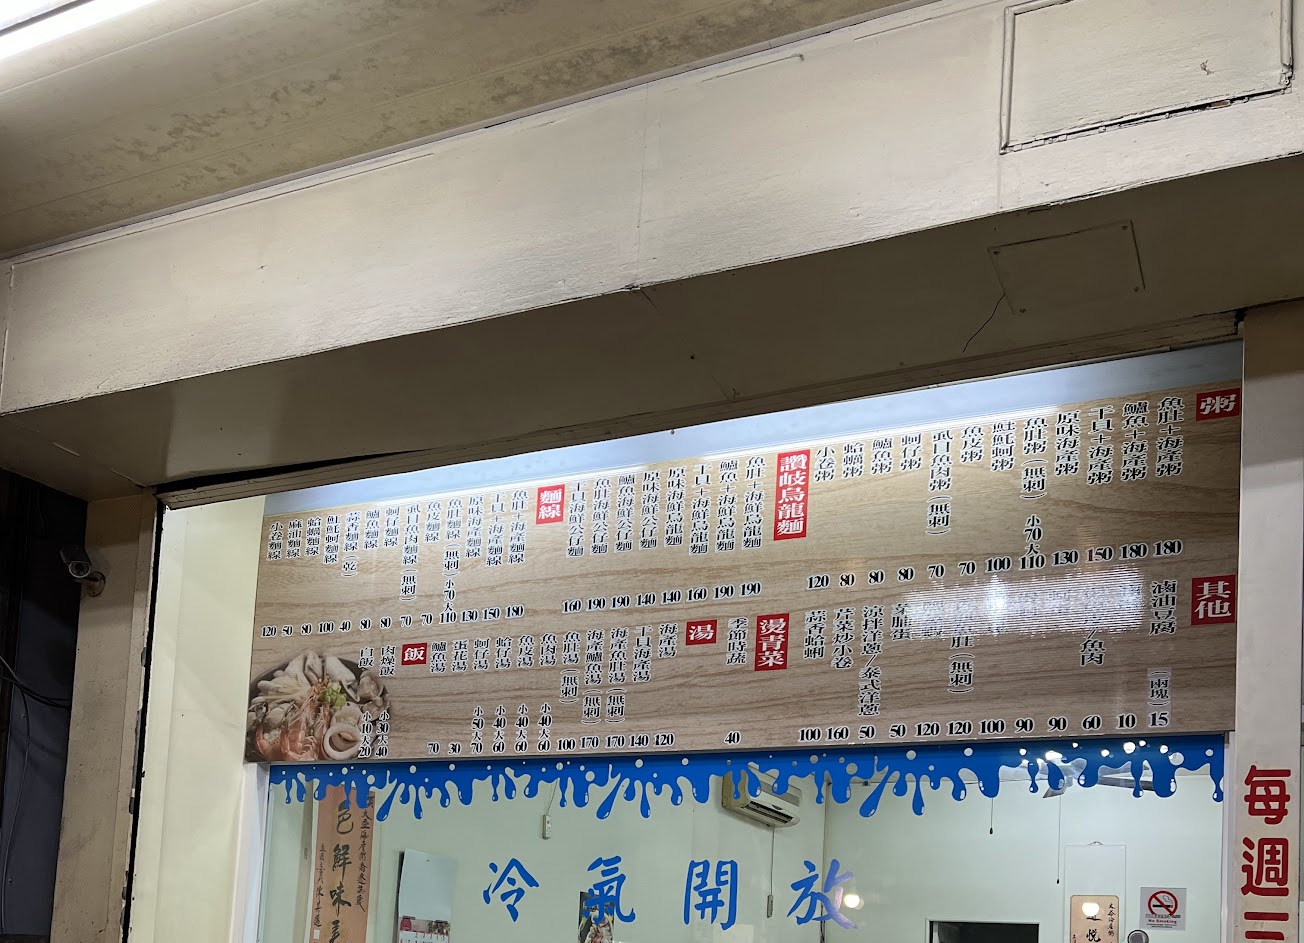 粥
魚肚+海產粥 180
鱸魚+海產粥 180
干貝+海產粥 150
原味海產粥 130
魚肚粥(無刺) 小70大110
鮭魠蚵粥 100
魚皮粥 70
虱目魚肉粥(無刺) 70
蚵仔粥 80
鱸魚粥 80
蛤蠣粥 80
小卷粥 120
讚岐烏龍麵
魚肚+海鮮烏龍麵 190
鱸魚+海鮮烏龍麵 190
干貝+海鮮烏龍麵 160
原味海鮮烏龍麵 140
原味海鮮公仔麵 140
鱸魚海鮮公仔麵 190
魚肚海鮮公仔麵 190
干貝海鮮公仔麵 160
麵線
魚肚+海產麵線 180
干貝+海產麵線 150
原味海產麵線 130
魚肚麵線(無刺) 小70大110
魚皮麵線 70
虱目魚肉麵線(無刺) 70
蚵仔麵線 80
鱸魚麵線 80
蒜香麵線(乾) 40
鮭魠蚵麵線 100
蛤蠣麵線 80
麻油麵線 50
小卷麵線 120
其他
滷油豆腐(兩塊) 15
10
魚肉 60
90
90
100
肚(無刺) 120
120
50
涼拌洋蔥/泰式洋蔥 50
芹菜炒小卷 160
蒜香蛤蜊 100
燙青菜
季節時蔬 40
湯
海產湯 120
干貝海產湯 140
海產魚肚湯(無刺) 170
海產鱸魚湯(無刺) 170
魚肚湯(無刺) 100
魚肉湯 小40大60
魚皮湯 小40大60
蛤仔湯 小40大60
蚵仔湯 小50大70
蛋花湯 30
鱸魚湯 70
飯
肉燥飯 小30大40
白飯 小10大20
冷氣開放
每週三
鮮味
No Smoking